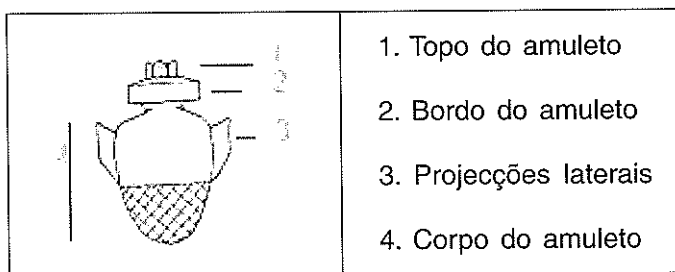 1. Topo do amuleto
2. Bordo do amuleto
3. Projecções laterais
4. Corpo do amuleto